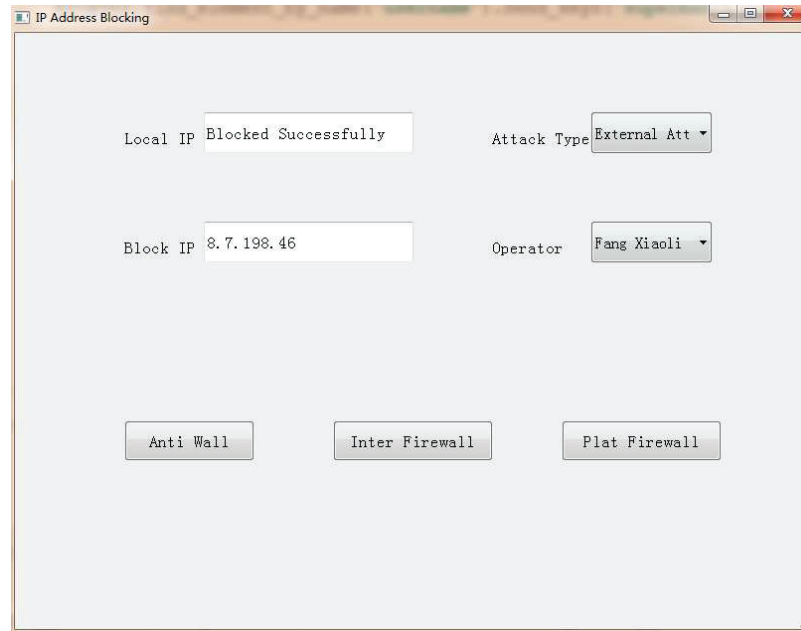 IP Address Blocking
Local IP Blocked Successfully Attack Type External Att
Block IP 8.7.198.46 Operator Fang Xiaoli
Anti Wall Inter Firewall Plat Firewall